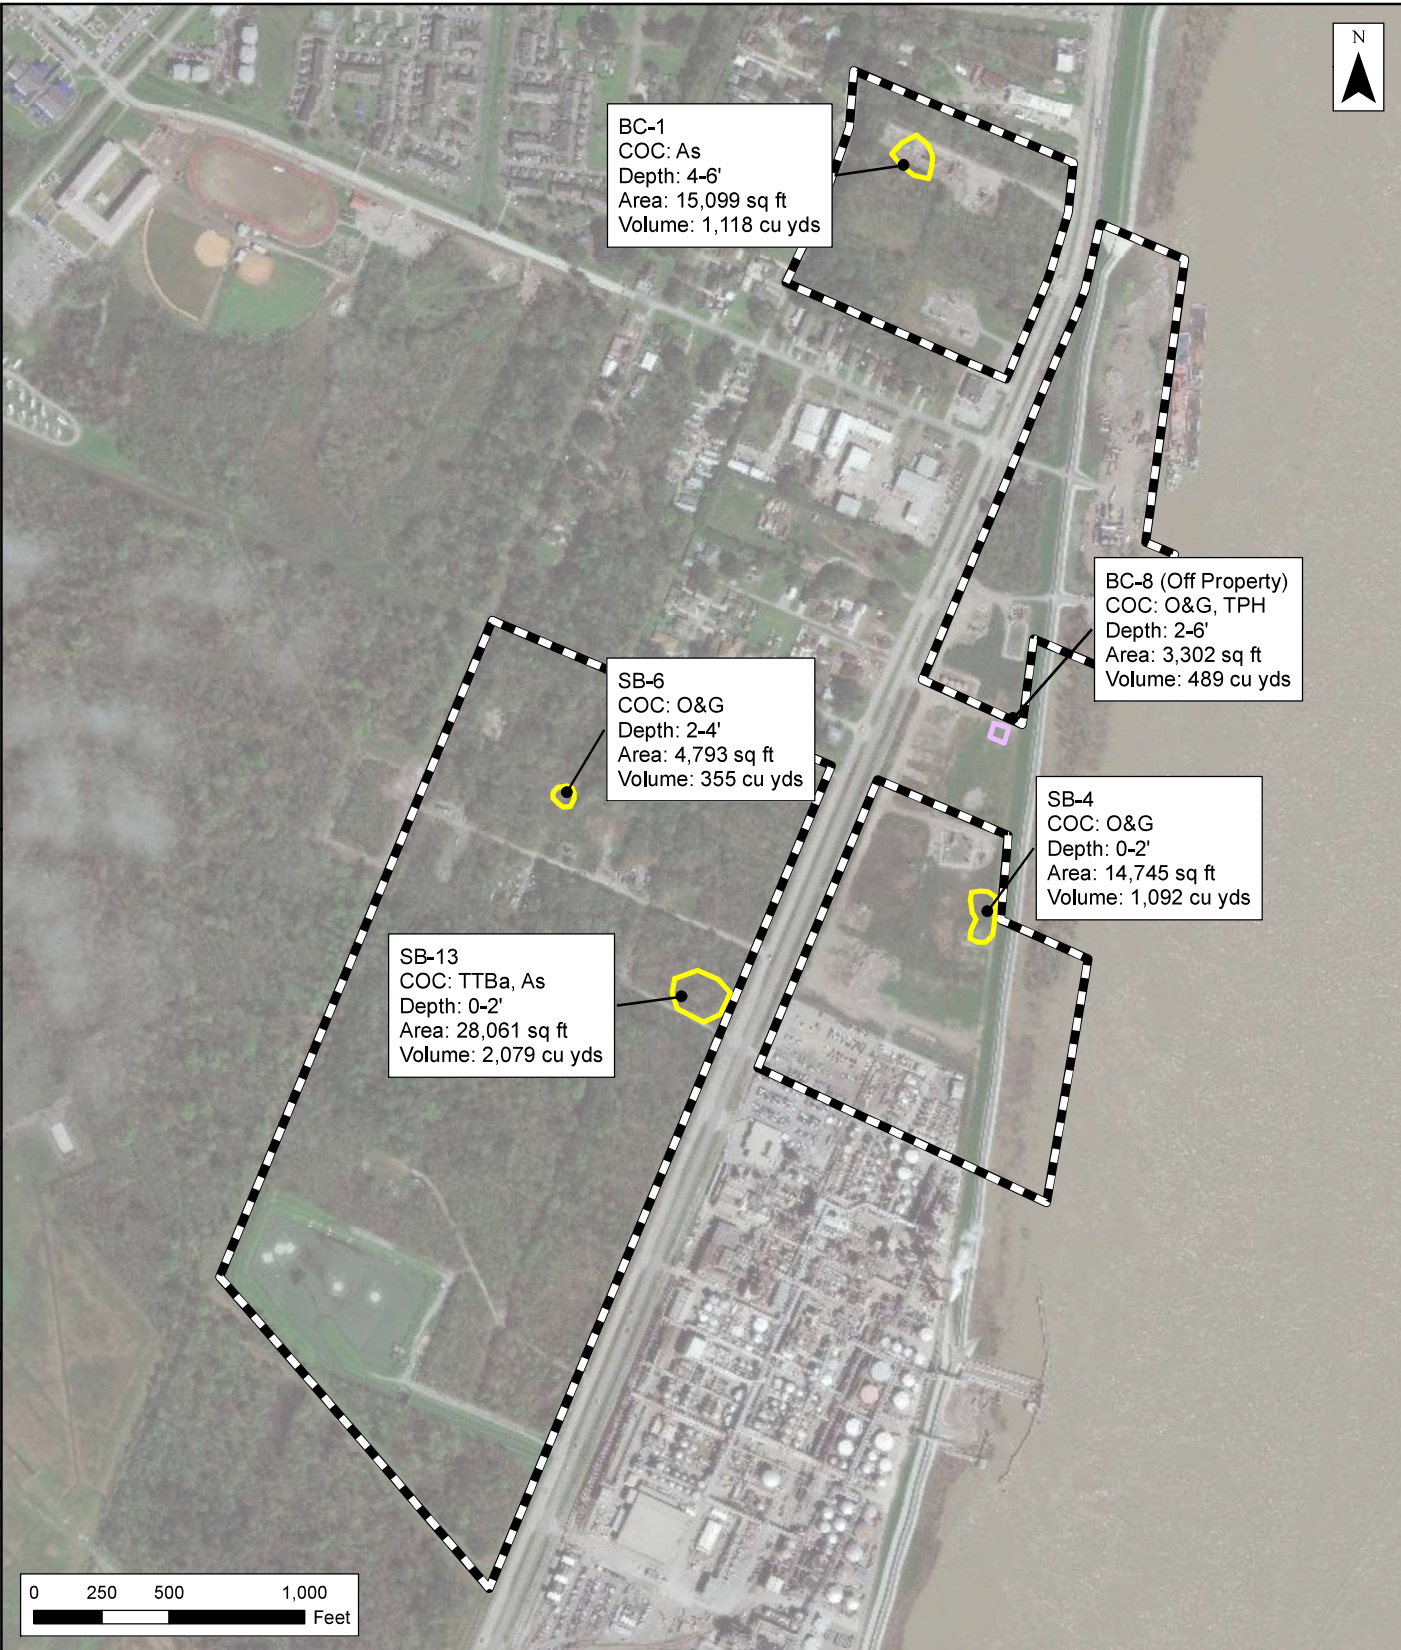 N
BC-1
COC: As
Depth: 4-6'
Area: 15,099 sq ft
Volume: 1,118 cu yds
BC-8 (Off Property)
COC: O&G, TPH
Depth: 2-6'
Area: 3,302 sq ft
Volume: 489 cu yds
SB-6
COC: O&G
Depth: 2-4'
Area: 4,793 sq ft
Volume: 355 cu yds
SB-4
COC: O&G
Depth: 0-2'
Area: 14,745 sq ft
Volume: 1,092 cu yds
SB-13
COC: TTBa, As
Depth: 0-2'
Area: 28,061 sq ft
Volume: 2,079 cu yds
0 250 500 1,000
Feet